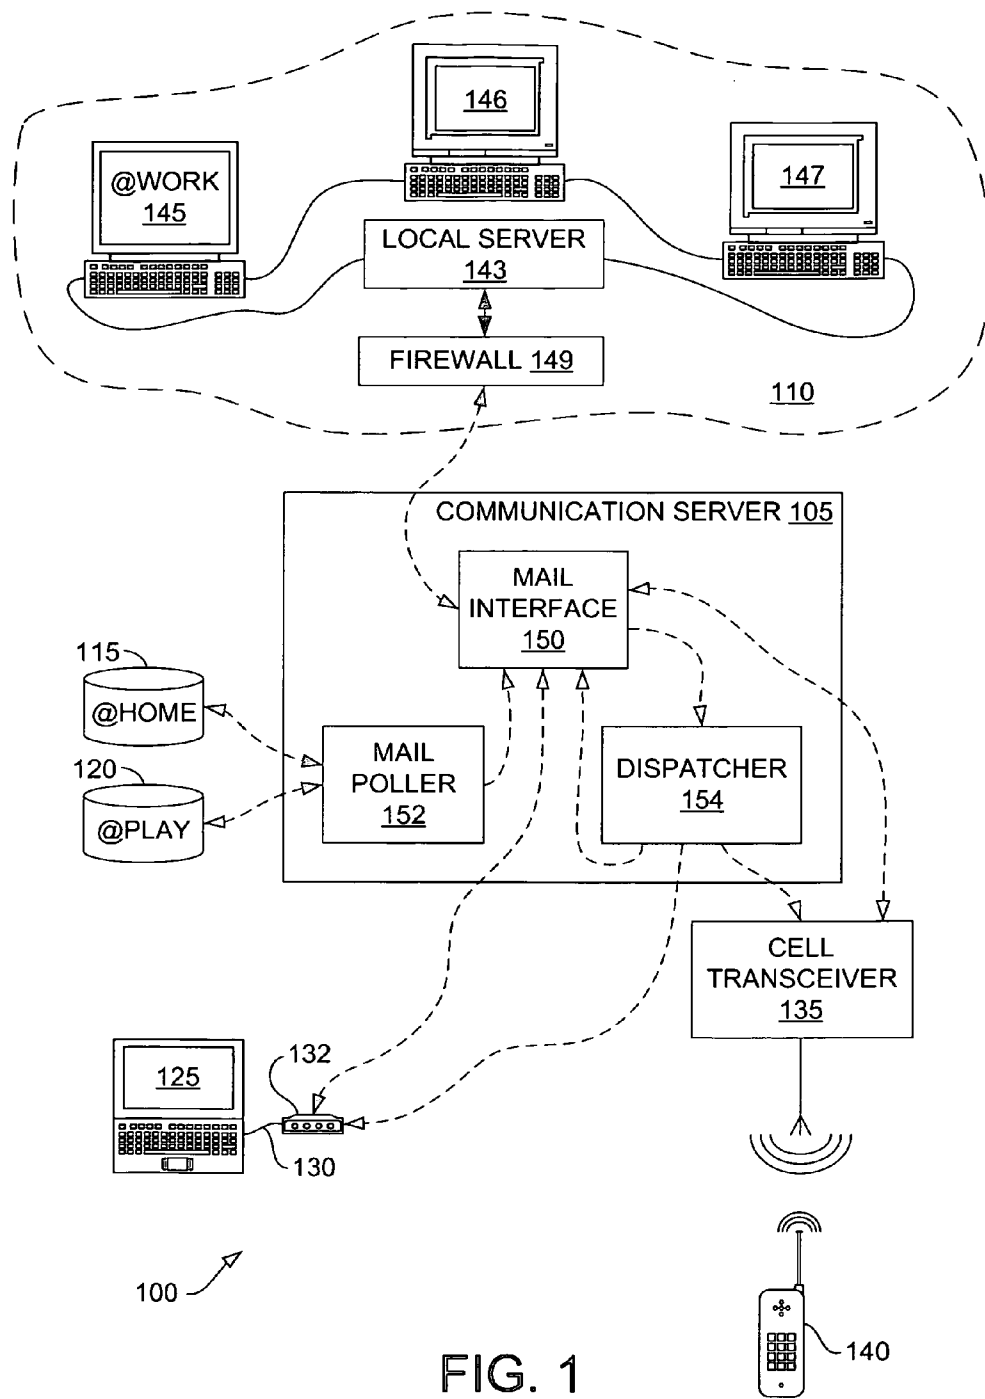 146
@WORK
145
147
LOCAL SERVER
143
FIREWALL 149
110
COMMUNICATION SERVER 105
MAIL
INTERFACE
150
115
@HOME
120
@PLAY
MAIL
POLLER
152
DISPATCHER
154
CELL
TRANSCEIVER
135
125
132
130
100
140
FIG. 1